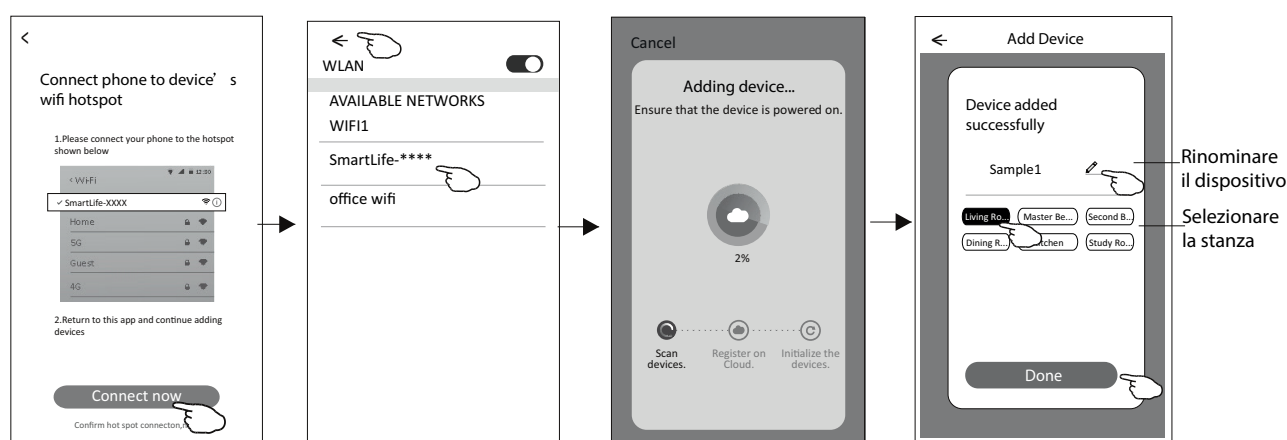 Connect phone to device' s
wifi hotspot
1.Please connect your phone to the hotspot
shown below
12:00
< Wi-Fi
✓ SmartLife-XXXX
Home
5G
Guest
4G
2.Return to this app and continue adding
devices
Connect now
Confirm hot spot connecton,
WLAN
AVAILABLE NETWORKS
WIFI1
SmartLife-****
office wifi
Cancel
Adding device...
Ensure that the device is powered on.
2%
Scan
devices.
Register on
Cloud.
Initialize the
devices.
Add Device
Device added
successfully
Sample1
Living Ro...
Master Be...
Second B...
Dining R...
Study Ro...
Done
Rinominare
il dispositivo
Selezionare
la stanza